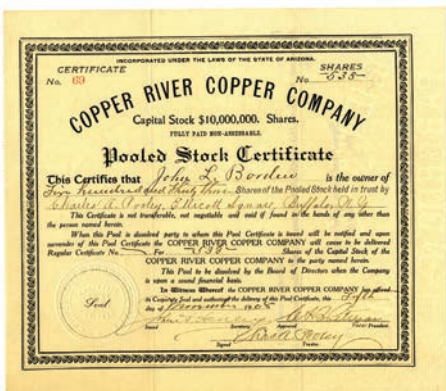 INCORPORATED UNDER THE LAWS OF THE STATE OF ARIZONA.
CERTIFICATE
No. 69
SHARES
No 538
COPPER RIVER COPPER COMPANY
Capital Stock $10,000,000. Shares.
FULLY PAID NON-ASSESSABLE.
Pooled Stock Certificate
This Certifies that John L. Borden is the owner of
Five hundred and Thirty Shares of the Pooled Stock held in trust by
Charles A. Pooley, Ellicott Square, Buffalo, N.Y.
This Certificate is not transferable, not negotiable and void if found in the hands of any other than
the person named herein.
When this Pool is dissolved the party to whom this Pool Certificate is issued will be notified and upon
surrender of this Pool Certificate the COPPER RIVER COPPER COMPANY will cause to be delivered
Regular Certificate No. For 538 Shares of the Capital Stock of the
COPPER RIVER COPPER COMPANY to the party named herein.
This Pool to be dissolved by the Board of Directors when the Company
is upon a sound financial basis.
In Witness Whereof the COPPER RIVER COPPER COMPANY has affixed
its Corporate Seal and authorized the delivery of this Pool Certificate, this Fifth
day of November 1908
Seal
Issued Secretary Approved President
Signed Trustee